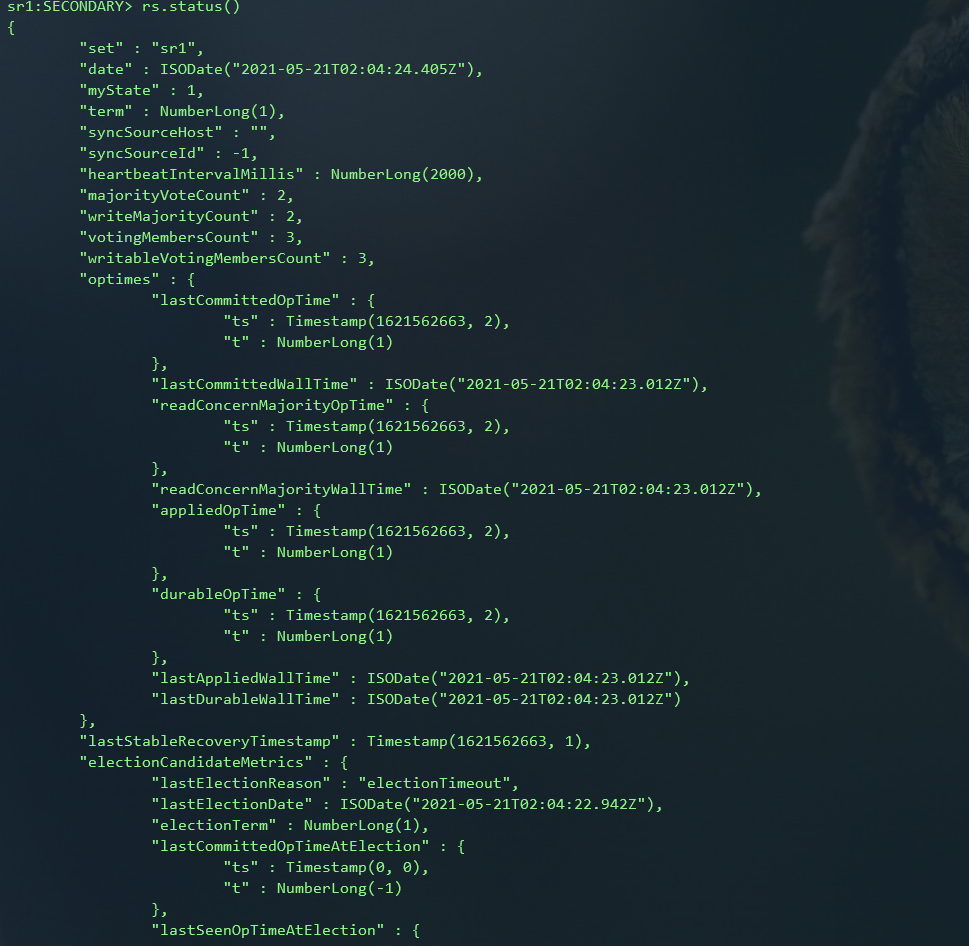 sr1:SECONDARY> rs.status()
{
        "set" : "sr1",
        "date" : ISODate("2021-05-21T02:04:24.405Z"),
        "myState" : 1,
        "term" : NumberLong(1),
        "syncSourceHost" : "",
        "syncSourceId" : -1,
        "heartbeatIntervalMillis" : NumberLong(2000),
        "majorityVoteCount" : 2,
        "writeMajorityCount" : 2,
        "votingMembersCount" : 3,
        "writableVotingMembersCount" : 3,
        "optimes" : {
                "lastCommittedOpTime" : {
                        "ts" : Timestamp(1621562663, 2),
                        "t" : NumberLong(1)
                },
                "lastCommittedWallTime" : ISODate("2021-05-21T02:04:23.012Z"),
                "readConcernMajorityOpTime" : {
                        "ts" : Timestamp(1621562663, 2),
                        "t" : NumberLong(1)
                },
                "readConcernMajorityWallTime" : ISODate("2021-05-21T02:04:23.012Z"),
                "appliedOpTime" : {
                        "ts" : Timestamp(1621562663, 2),
                        "t" : NumberLong(1)
                },
                "durableOpTime" : {
                        "ts" : Timestamp(1621562663, 2),
                        "t" : NumberLong(1)
                },
                "lastAppliedWallTime" : ISODate("2021-05-21T02:04:23.012Z"),
                "lastDurableWallTime" : ISODate("2021-05-21T02:04:23.012Z")
        },
        "lastStableRecoveryTimestamp" : Timestamp(1621562663, 1),
        "electionCandidateMetrics" : {
                "lastElectionReason" : "electionTimeout",
                "lastElectionDate" : ISODate("2021-05-21T02:04:22.942Z"),
                "electionTerm" : NumberLong(1),
                "lastCommittedOpTimeAtElection" : {
                        "ts" : Timestamp(0, 0),
                        "t" : NumberLong(-1)
                },
                "lastSeenOpTimeAtElection" : {